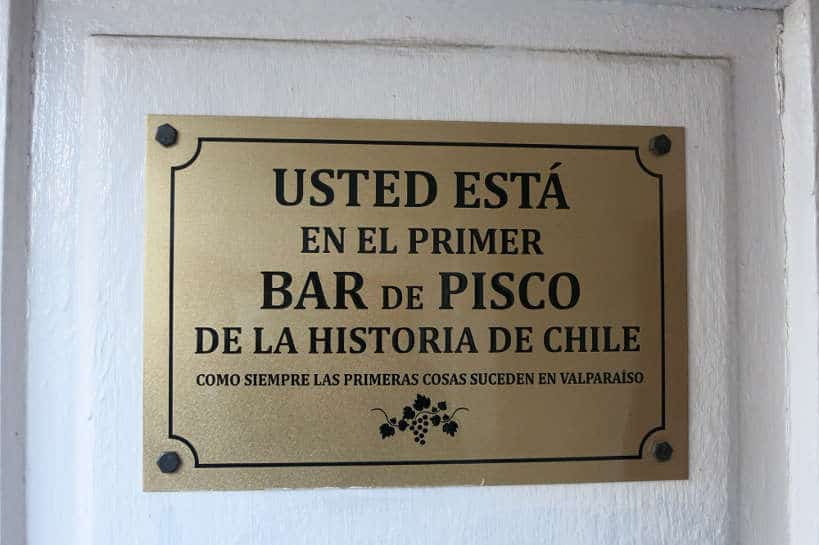 USTED ESTÁ
EN EL PRIMER
BAR DE PISCO
DE LA HISTORIA DE CHILE
COMO SIEMPRE LAS PRIMERAS COSAS SUCEDEN EN VALPARAÍSO